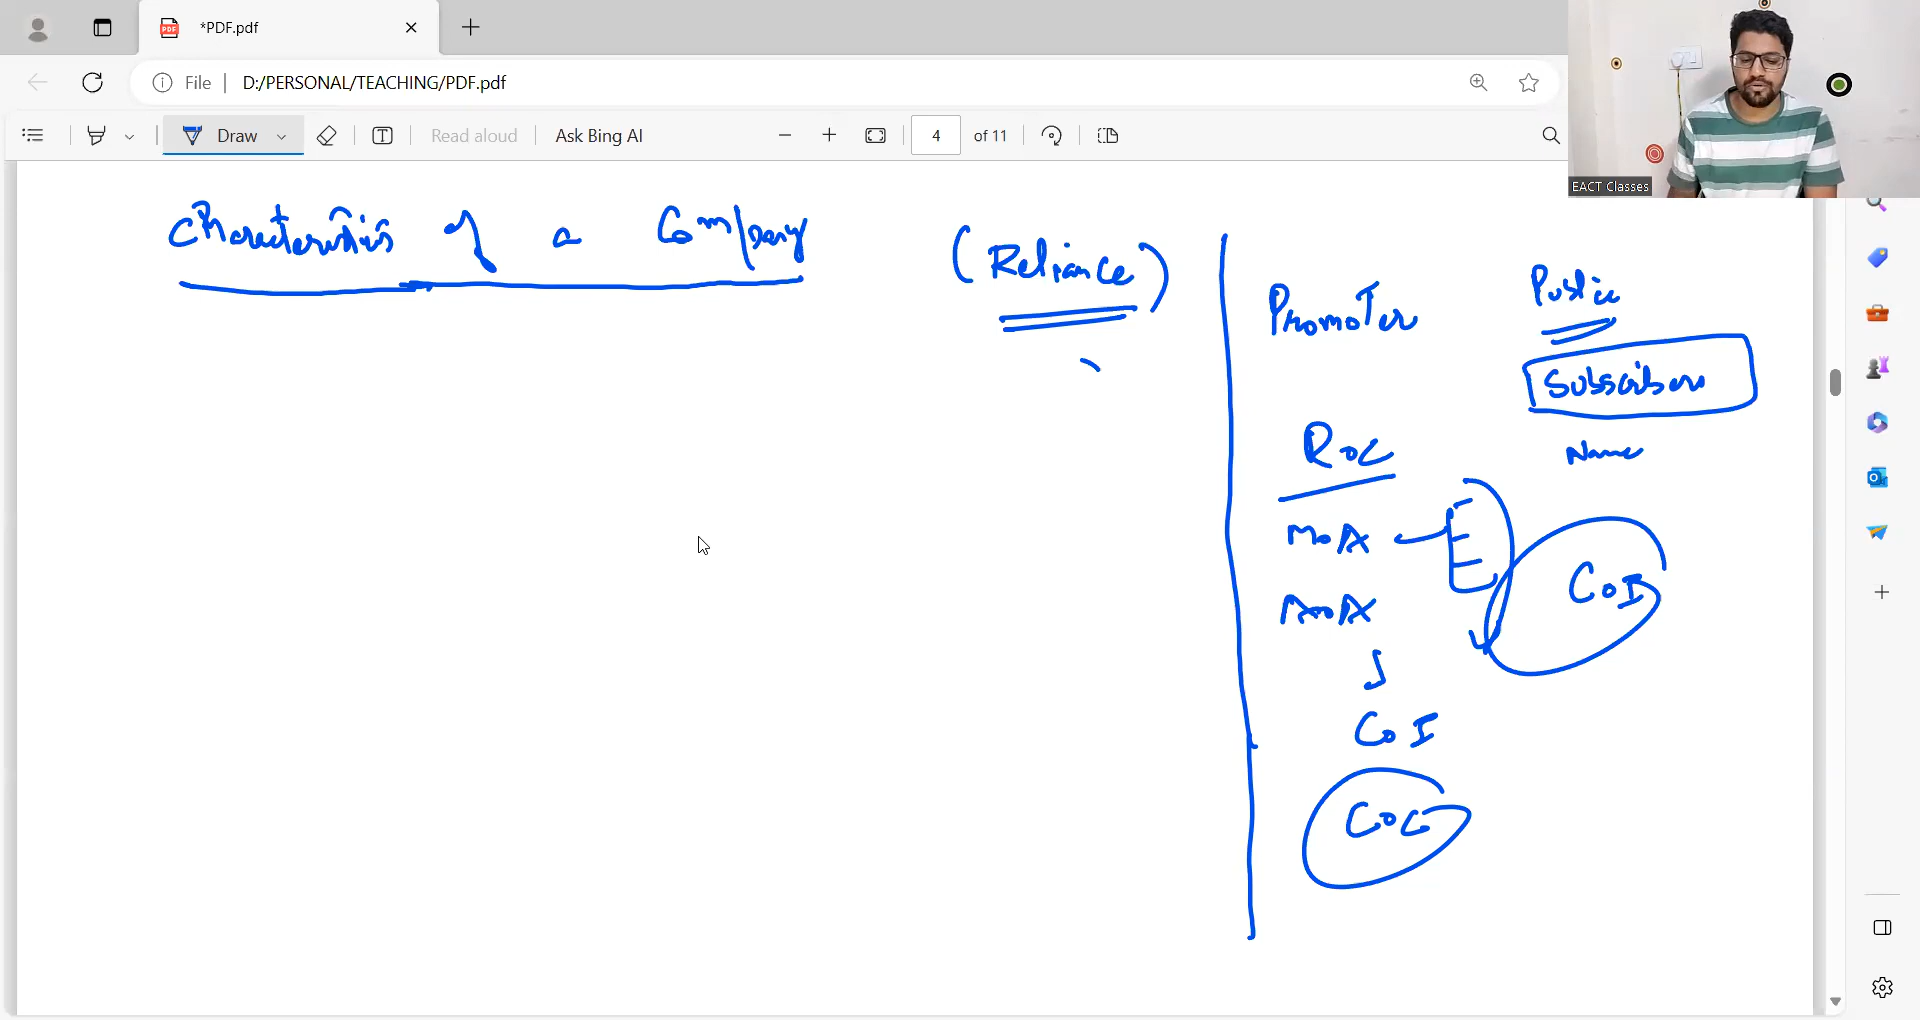 *PDF.pdf
File | D:/PERSONAL/TEACHING/PDF.pdf
Draw
Read aloud
Ask Bing AI
4 of 11
EACT Classes
Characteristics of a Company
(Reliance)
Promoter
Public
Subscribers
Name
ROC
MOA
AOA
COI
COI
COC